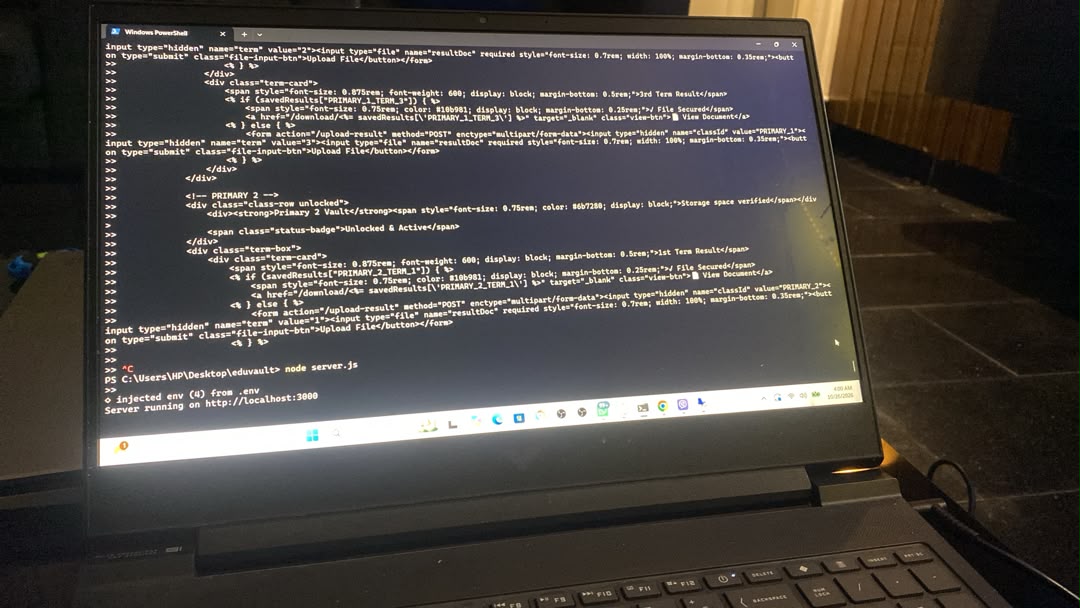 Windows PowerShell
input type="hidden" name="term" value="2"><input type="file" name="resultDoc" required style="font-size: 0.7rem; width: 100%; margin-bottom: 0.35rem;"><butt
on type="submit" class="file-input-btn">Upload File</button></form>
>> <% } %>
>> </div>
>> <div class="term-card">
>> <span style="font-size: 0.875rem; font-weight: 600; display: block; margin-bottom: 0.5rem;">3rd Term Result</span>
>> <% if (savedResults["PRIMARY_1_TERM_3"]) { %>
>> <span style="font-size: 0.75rem; color: #10b981; display: block; margin-bottom: 0.25rem;">✓ File Secured</span>
>> <a href="/download/<%= savedResults[\'PRIMARY_1_TERM_3\'] %>" target="_blank" class="view-btn">📄 View Document</a>
>> <% } else { %>
>> <form action="/upload-result" method="POST" enctype="multipart/form-data"><input type="hidden" name="classId" value="PRIMARY_1"><
input type="hidden" name="term" value="3"><input type="file" name="resultDoc" required style="font-size: 0.7rem; width: 100%; margin-bottom: 0.35rem;"><butt
on type="submit" class="file-input-btn">Upload File</button></form>
>> <% } %>
>> </div>
>> </div>
>>
>> <!-- PRIMARY 2 -->
>> <div class="class-row unlocked">
>> <div><strong>Primary 2 Vault</strong><span style="font-size: 0.75rem; color: #6b7280; display: block;">Storage space verified</span></div
>
>> <span class="status-badge">Unlocked & Active</span>
>> </div>
>> <div class="term-box">
>> <div class="term-card">
>> <span style="font-size: 0.875rem; font-weight: 600; display: block; margin-bottom: 0.5rem;">1st Term Result</span>
>> <% if (savedResults["PRIMARY_2_TERM_1"]) { %>
>> <span style="font-size: 0.75rem; color: #10b981; display: block; margin-bottom: 0.25rem;">✓ File Secured</span>
>> <a href="/download/<%= savedResults[\'PRIMARY_2_TERM_1\'] %>" target="_blank" class="view-btn">📄 View Document</a>
>> <% } else { %>
>> <form action="/upload-result" method="POST" enctype="multipart/form-data"><input type="hidden" name="classId" value="PRIMARY_2"><
input type="hidden" name="term" value="1"><input type="file" name="resultDoc" required style="font-size: 0.7rem; width: 100%; margin-bottom: 0.35rem;"><butt
on type="submit" class="file-input-btn">Upload File</button></form>
>> <% } %>
>>
>>
>> ^C
PS C:\Users\HP\Desktop\eduvault> node server.js
>>
◇ injected env (4) from .env
Server running on http://localhost:3000
4:00 AM
F8
F9
F10
F11
F12
DELETE
INSERT
PRT SC
BACKSPACE
NUM LOCK